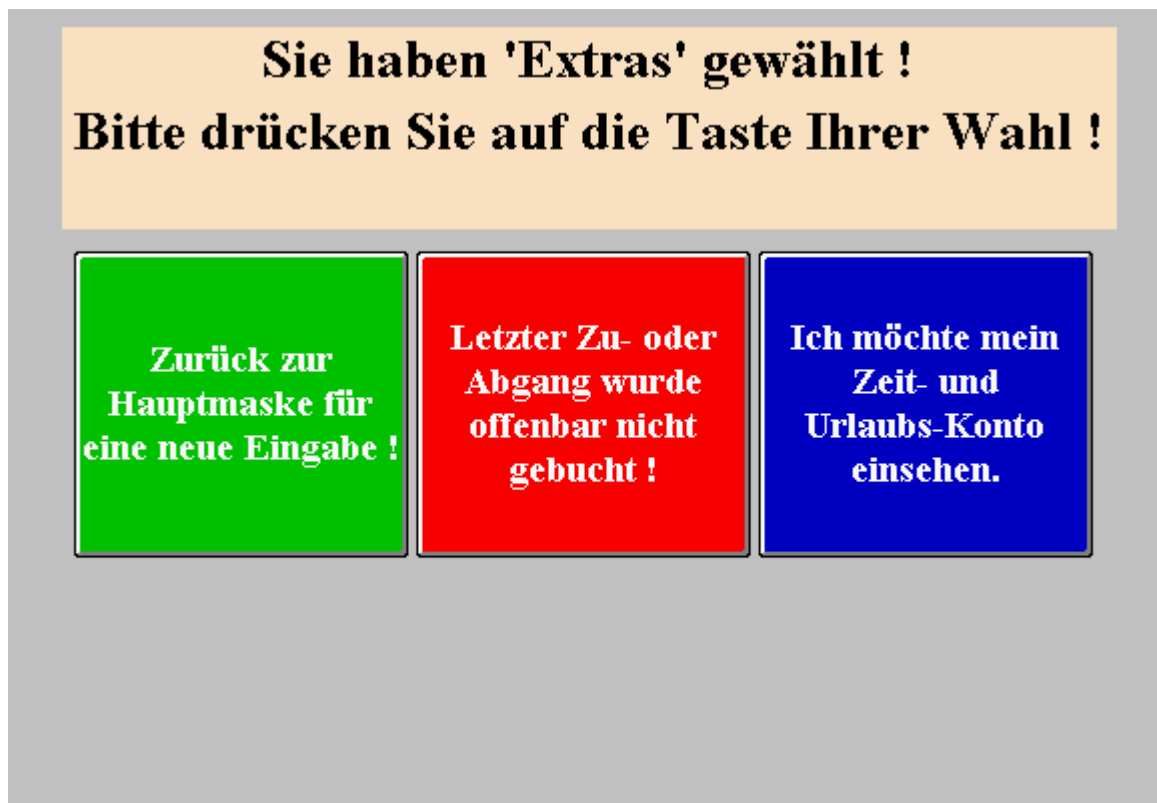 Sie haben 'Extras' gewählt !
Bitte drücken Sie auf die Taste Ihrer Wahl !
Zurück zur
Hauptmaske für
eine neue Eingabe !
Letzter Zu- oder
Abgang wurde
offenbar nicht
gebucht !
Ich möchte mein
Zeit- und
Urlaubs-Konto
einsehen.